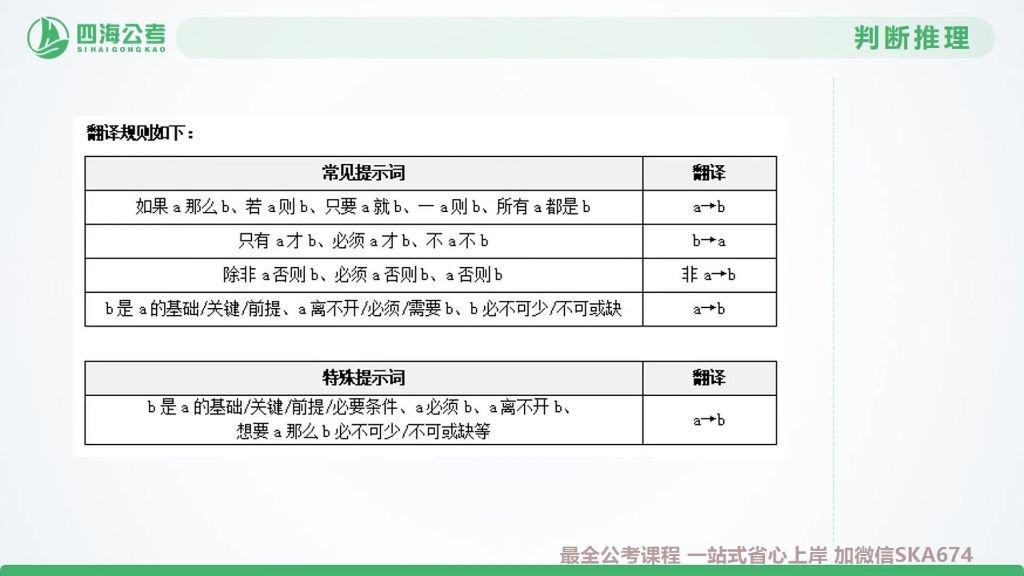 四海公考
SIHAIGONGKAO
判断推理
翻译规则如下：
常见提示词 翻译
如果 a 那么 b、若 a 则 b、只要 a 就 b、一 a 则 b、所有 a 都是 b a→b
只有 a 才 b、必须 a 才 b、不 a 不 b b→a
除非 a 否则 b、必须 a 否则 b、a 否则 b 非 a→b
b 是 a 的基础/关键/前提、a 离不开/必须/需要 b、b 必不可少/不可或缺 a→b
特殊提示词 翻译
b 是 a 的基础/关键/前提/必要条件、a 必须 b、a 离不开 b、
想要 a 那么 b 必不可少/不可或缺等 a→b
最全公考课程 一站式省心上岸 加微信SKA674